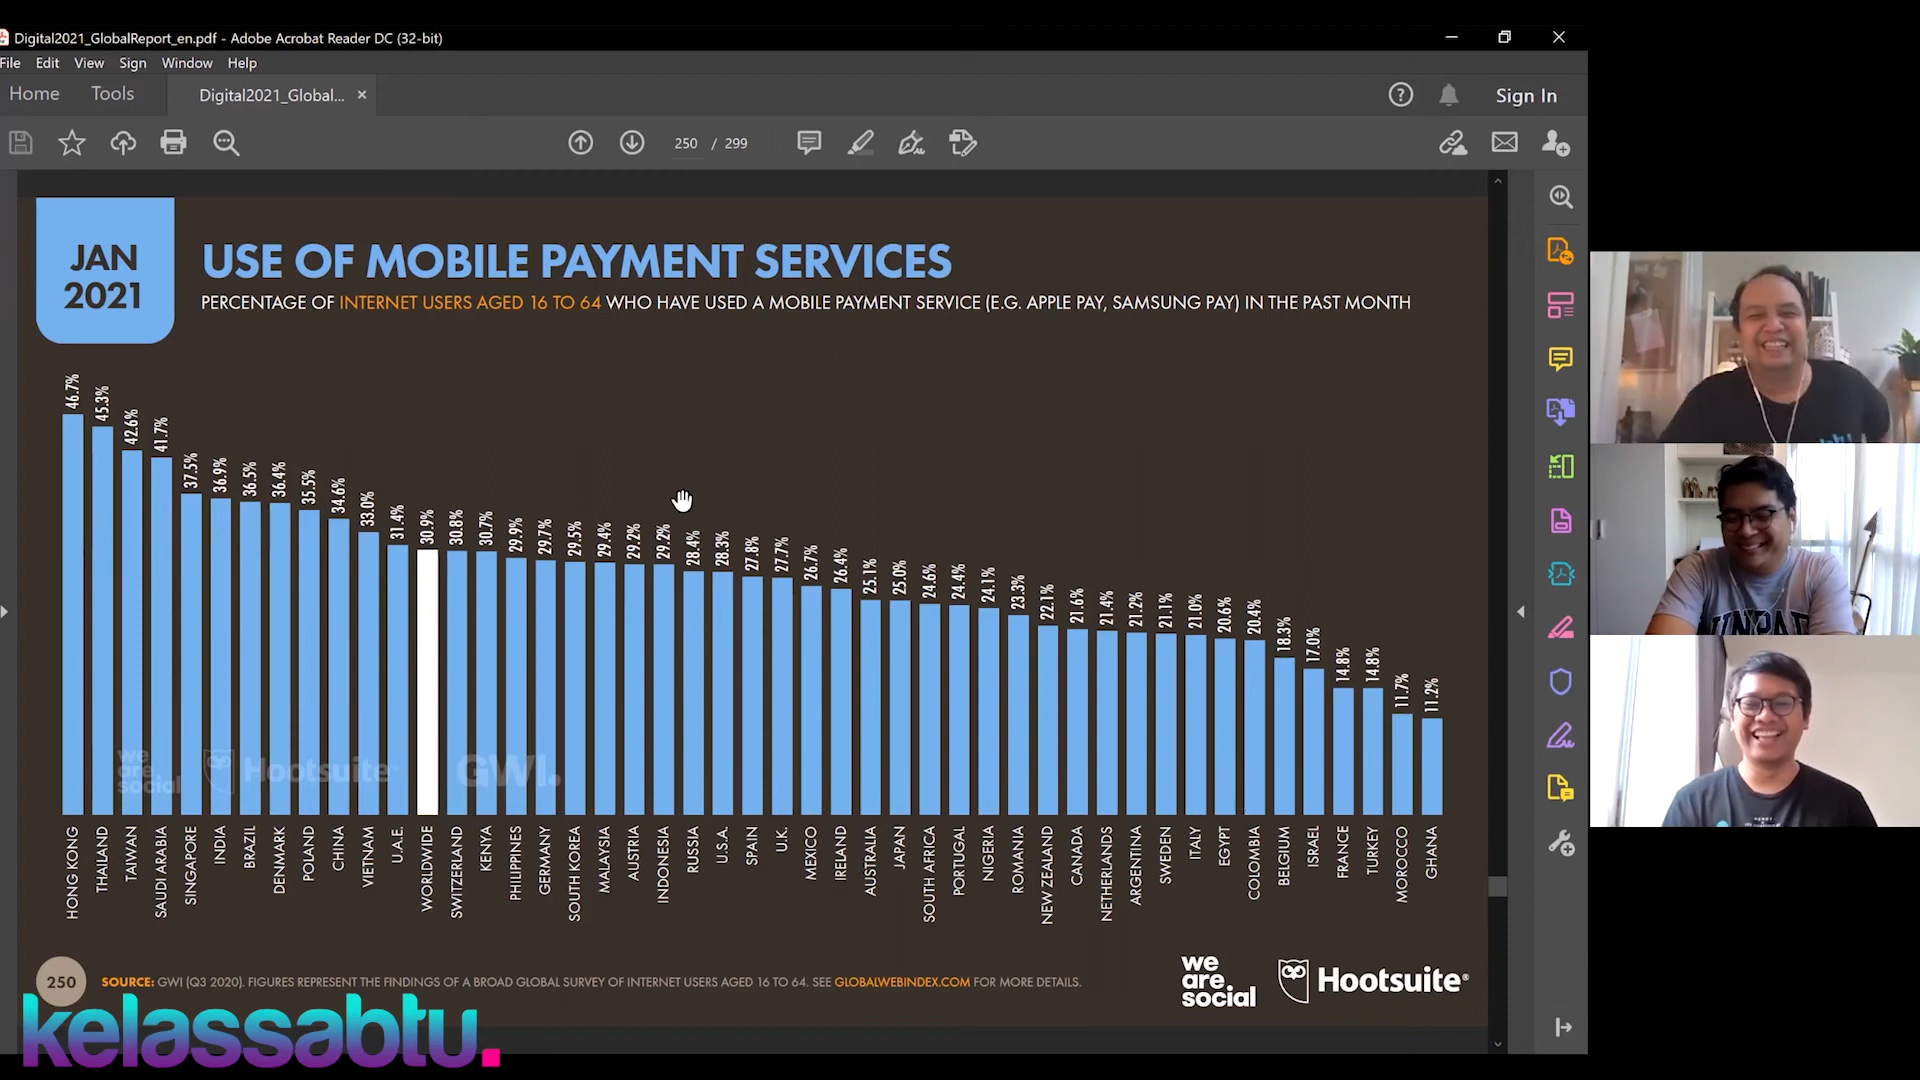 Digital2021_GlobalReport_en.pdf - Adobe Acrobat Reader DC (32-bit)
File Edit View Sign Window Help
Home Tools Digital2021_Global... × Sign In
250 / 299
JAN
2021
USE OF MOBILE PAYMENT SERVICES
PERCENTAGE OF INTERNET USERS AGED 16 TO 64 WHO HAVE USED A MOBILE PAYMENT SERVICE (E.G. APPLE PAY, SAMSUNG PAY) IN THE PAST MONTH
46.7% 45.3% 42.6% 41.7% 37.5% 36.9% 36.5% 36.4% 35.5% 34.6% 33.0% 31.4% 30.9% 30.8% 30.7% 29.9% 29.7% 29.5% 29.4% 29.2% 29.2% 28.4% 28.3% 27.8% 27.7% 26.7% 26.4% 25.1% 25.0% 24.6% 24.4% 24.1% 23.3% 22.1% 21.6% 21.4% 21.2% 21.1% 21.0% 20.6% 20.4% 18.3% 17.0% 14.8% 14.8% 11.7% 11.2%
we
are
social
Hootsuite
GWI.
HONG KONG THAILAND TAIWAN SAUDI ARABIA SINGAPORE INDIA BRAZIL DENMARK POLAND CHINA VIETNAM U.A.E. WORLDWIDE SWITZERLAND KENYA PHILIPPINES GERMANY SOUTH KOREA MALAYSIA AUSTRIA INDONESIA RUSSIA U.S.A. SPAIN U.K. MEXICO IRELAND AUSTRALIA JAPAN SOUTH AFRICA PORTUGAL NIGERIA ROMANIA NEW ZEALAND CANADA NETHERLANDS ARGENTINA SWEDEN ITALY EGYPT COLOMBIA BELGIUM ISRAEL FRANCE TURKEY MOROCCO GHANA
250 SOURCE: GWI (Q3 2020). FIGURES REPRESENT THE FINDINGS OF A BROAD GLOBAL SURVEY OF INTERNET USERS AGED 16 TO 64. SEE GLOBALWEBINDEX.COM FOR MORE DETAILS.
we
are
social
Hootsuite®
kelassabtu.
UNPAD